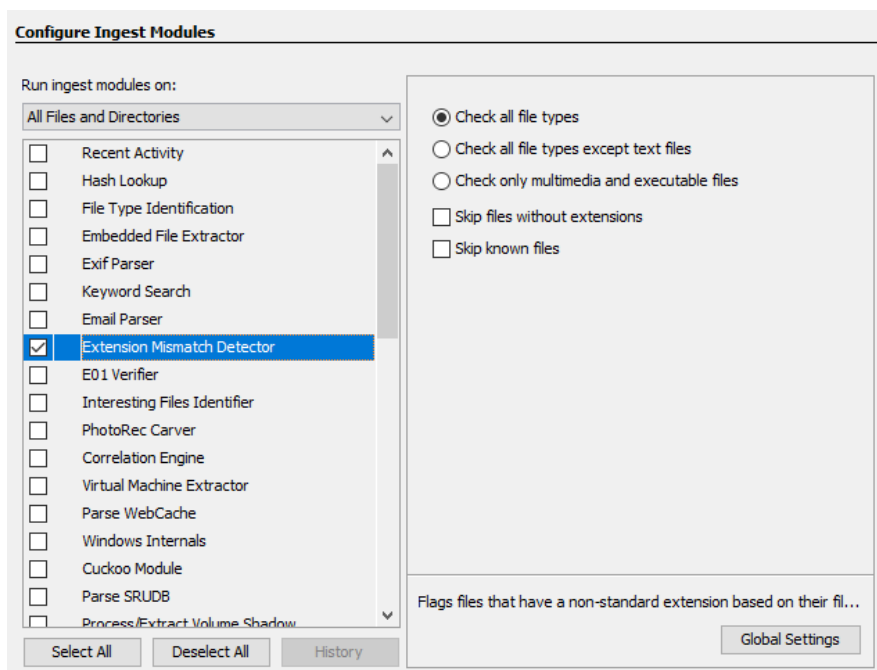 Configure Ingest Modules
Run ingest modules on:
All Files and Directories
Recent Activity
Hash Lookup
File Type Identification
Embedded File Extractor
Exif Parser
Keyword Search
Email Parser
Extension Mismatch Detector
E01 Verifier
Interesting Files Identifier
PhotoRec Carver
Correlation Engine
Virtual Machine Extractor
Parse WebCache
Windows Internals
Cuckoo Module
Parse SRUDB
Process/Extract Volume Shadow
Select All
Deselect All
History
Check all file types
Check all file types except text files
Check only multimedia and executable files
Skip files without extensions
Skip known files
Flags files that have a non-standard extension based on their fil...
Global Settings